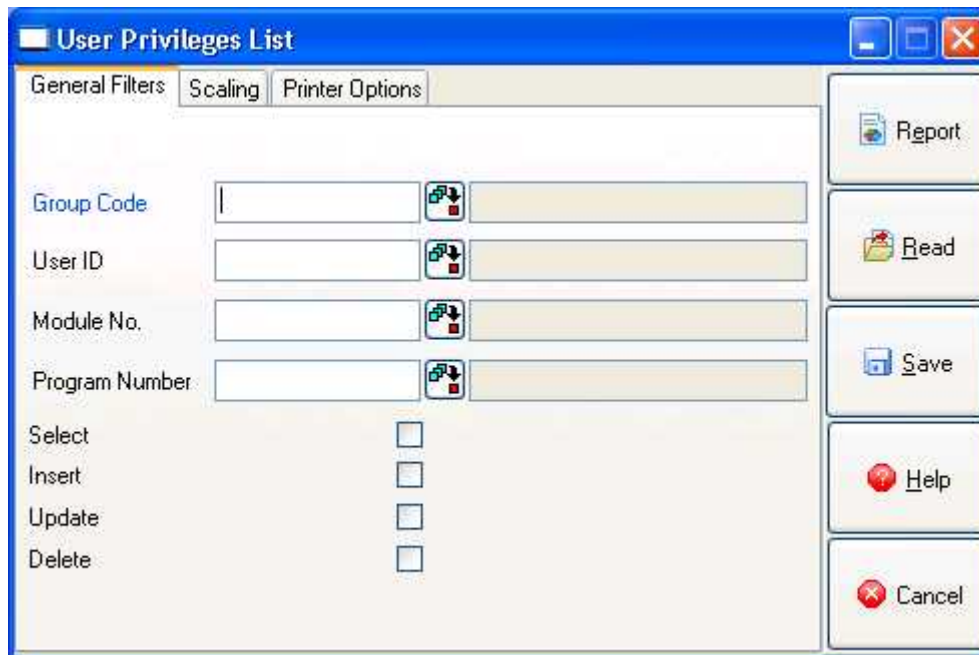 User Privileges List
General Filters Scaling Printer Options
Group Code
User ID
Module No.
Program Number
Select
Insert
Update
Delete
Report
Read
Save
Help
Cancel